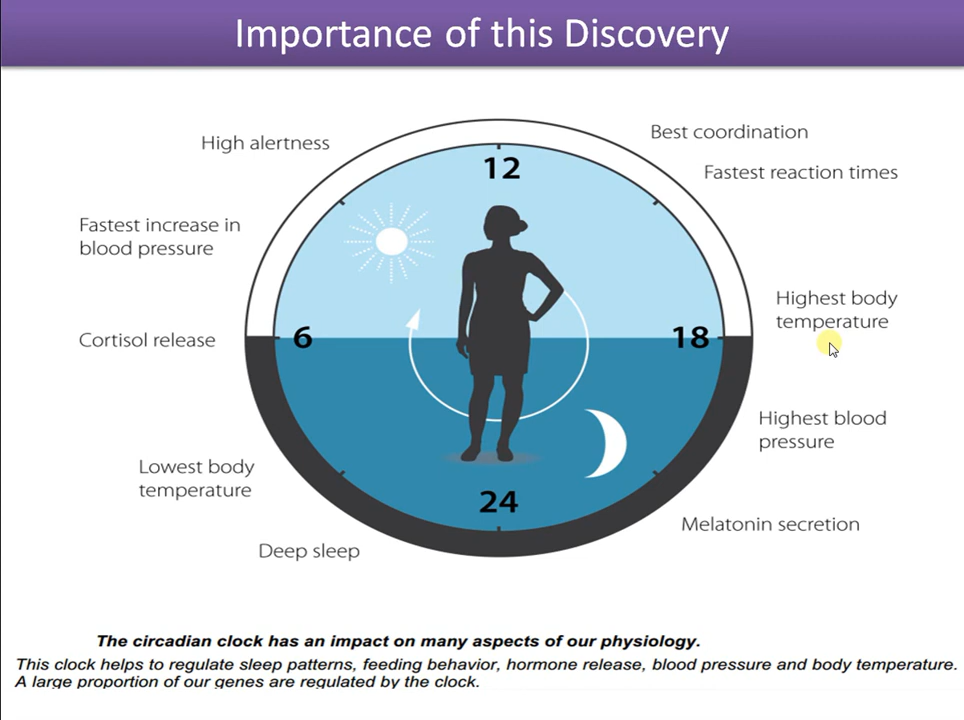 Importance of this Discovery
High alertness
Best coordination
12
Fastest reaction times
Fastest increase in
blood pressure
Highest body
temperature
Cortisol release
6
18
Highest blood
pressure
Lowest body
temperature
24
Melatonin secretion
Deep sleep
The circadian clock has an impact on many aspects of our physiology.
This clock helps to regulate sleep patterns, feeding behavior, hormone release, blood pressure and body temperature.
A large proportion of our genes are regulated by the clock.